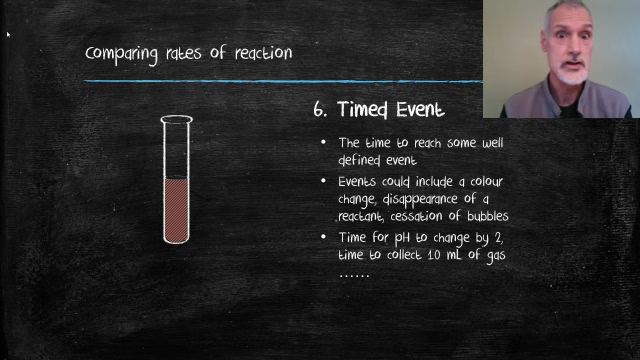 Comparing rates of reaction
6. Timed Event
• The time to reach some well
defined event
• Events could include a colour
change, disappearance of a
reactant, cessation of bubbles
• Time for pH to change by 2,
time to collect 10 mL of gas
......